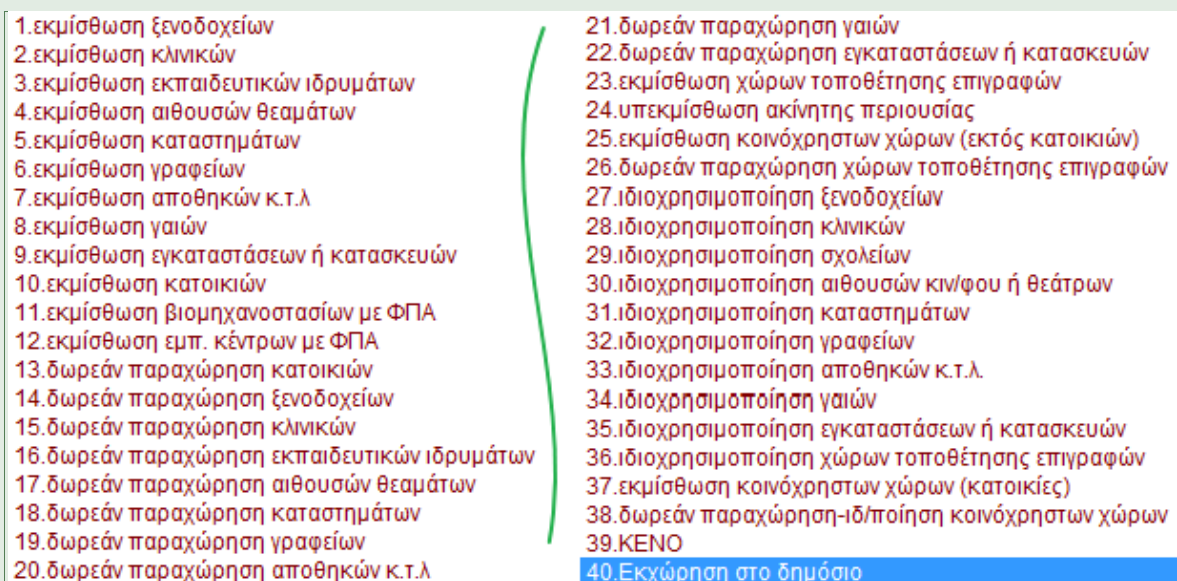 1.εκμίσθωση ξενοδοχείων
2.εκμίσθωση κλινικών
3.εκμίσθωση εκπαιδευτικών ιδρυμάτων
4.εκμίσθωση αιθουσών θεαμάτων
5.εκμίσθωση καταστημάτων
6.εκμίσθωση γραφείων
7.εκμίσθωση αποθηκών κ.τ.λ
8.εκμίσθωση γαιών
9.εκμίσθωση εγκαταστάσεων ή κατασκευών
10.εκμίσθωση κατοικιών
11.εκμίσθωση βιομηχανοστασίων με ΦΠΑ
12.εκμίσθωση εμπ. κέντρων με ΦΠΑ
13.δωρεάν παραχώρηση κατοικιών
14.δωρεάν παραχώρηση ξενοδοχείων
15.δωρεάν παραχώρηση κλινικών
16.δωρεάν παραχώρηση εκπαιδευτικών ιδρυμάτων
17.δωρεάν παραχώρηση αιθουσών θεαμάτων
18.δωρεάν παραχώρηση καταστημάτων
19.δωρεάν παραχώρηση γραφείων
20.δωρεάν παραχώρηση αποθηκών κ.τ.λ
21.δωρεάν παραχώρηση γαιών
22.δωρεάν παραχώρηση εγκαταστάσεων ή κατασκευών
23.εκμίσθωση χώρων τοποθέτησης επιγραφών
24.υπεκμίσθωση ακίνητης περιουσίας
25.εκμίσθωση κοινόχρηστων χώρων (εκτός κατοικιών)
26.δωρεάν παραχώρηση χώρων τοποθέτησης επιγραφών
27.ιδιοχρησιμοποίηση ξενοδοχείων
28.ιδιοχρησιμοποίηση κλινικών
29.ιδιοχρησιμοποίηση σχολείων
30.ιδιοχρησιμοποίηση αιθουσών κιν/φου ή θεάτρων
31.ιδιοχρησιμοποίηση καταστημάτων
32.ιδιοχρησιμοποίηση γραφείων
33.ιδιοχρησιμοποίηση αποθηκών κ.τ.λ.
34.ιδιοχρησιμοποίηση γαιών
35.ιδιοχρησιμοποίηση εγκαταστάσεων ή κατασκευών
36.ιδιοχρησιμοποίηση χώρων τοποθέτησης επιγραφών
37.εκμίσθωση κοινόχρηστων χώρων (κατοικίες)
38.δωρεάν παραχώρηση-ιδ/ποίηση κοινόχρηστων χώρων
39.ΚΕΝΟ
40.Εκχώρηση στο δημόσιο